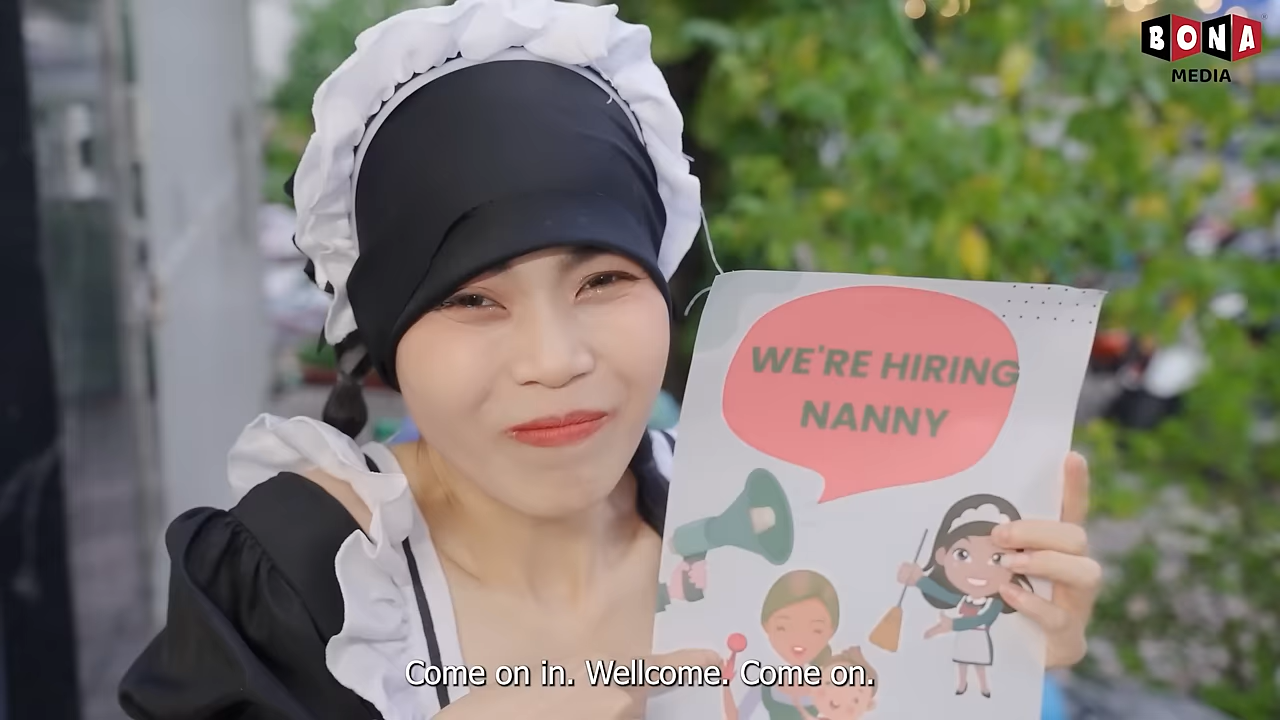 BONA
MEDIA
WE'RE HIRING
NANNY
Come on in. Wellcome. Come on.